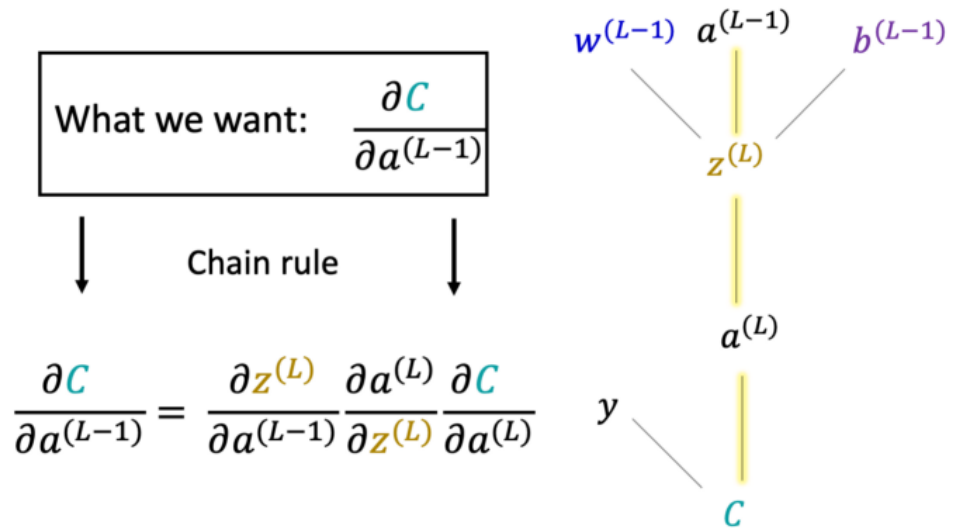 What we want: ∂C/∂a^(L−1)
Chain rule
∂C/∂a^(L−1) = ∂z^(L)/∂a^(L−1) ∂a^(L)/∂z^(L) ∂C/∂a^(L)
w^(L−1) a^(L−1) b^(L−1)
z^(L)
a^(L)
y
C